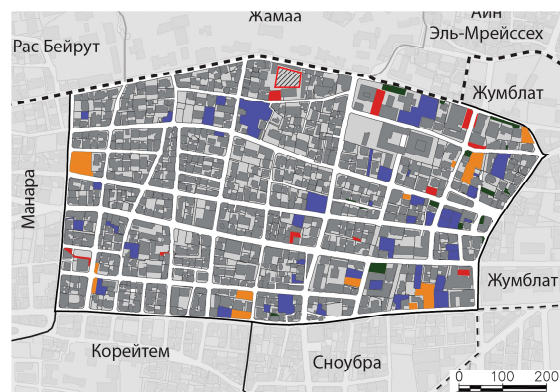 Жамаа
Айн
Эль-Мрейссех
Рас Бейрут
Жумблат
Манара
Жумблат
Корейтем
Сноубра
0 100 200